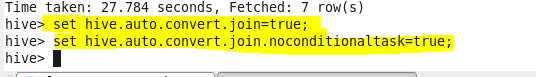 Time taken: 27.784 seconds, Fetched: 7 row(s)
hive> set hive.auto.convert.join=true;
hive> set hive.auto.convert.join.noconditionaltask=true;
hive>